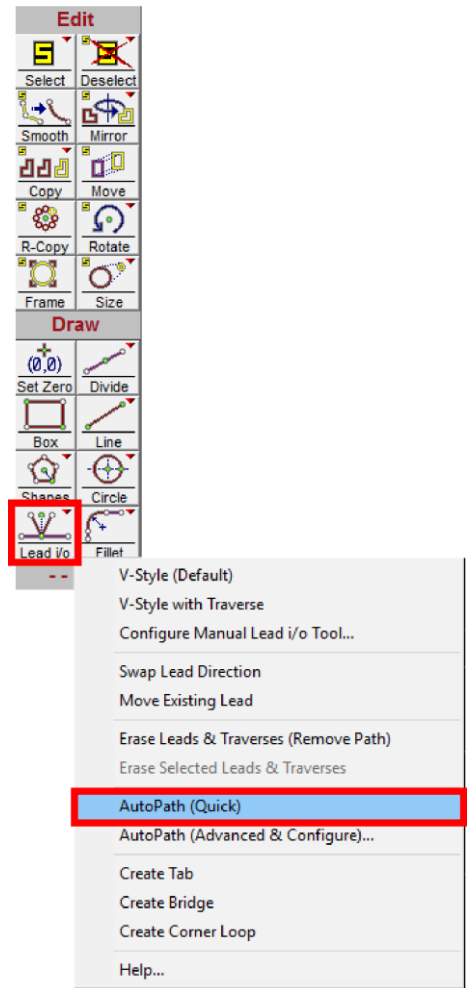 Edit
Select Deselect
Smooth Mirror
Copy Move
R-Copy Rotate
Frame Size
Draw
(0,0)
Set Zero Divide
Box Line
Shapes Circle
Lead i/o Fillet
- -
V-Style (Default)
V-Style with Traverse
Configure Manual Lead i/o Tool...
Swap Lead Direction
Move Existing Lead
Erase Leads & Traverses (Remove Path)
Erase Selected Leads & Traverses
AutoPath (Quick)
AutoPath (Advanced & Configure)...
Create Tab
Create Bridge
Create Corner Loop
Help...